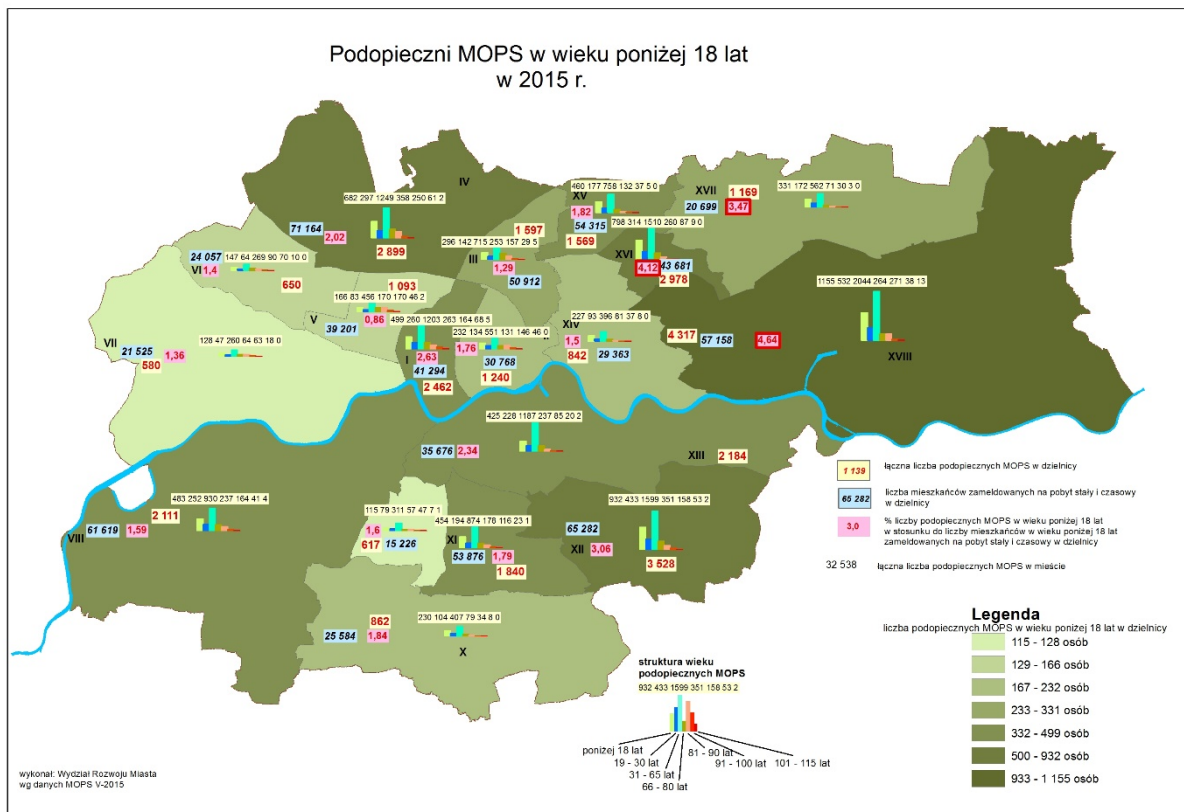 Podopieczni MOPS w wieku poniżej 18 lat
w 2015 r.
IV
682 297 1249 358 250 61 2
71 164
2,02
2 899
460 177 758 132 37 5 0
XV
1,82
54 315
1 569
XVII
1 169
20 699
3,47
331 172 562 71 30 3 0
798 314 1510 260 87 9 0
XVI
4,12
43 681
2 978
1 597
296 142 715 253 157 29 5
III
1,29
50 912
24 057
147 64 269 90 70 10 0
VI
1,4
650
1 093
166 83 456 170 170 46 2
0,86
V
39 201
VII
21 525
1,36
580
128 47 260 64 63 18 0
499 260 1203 263 164 68 5
I
2,63
41 294
2 462
232 134 551 131 146 46 0
1,76
30 768
1 240
227 93 396 81 37 8 0
XIV
1,5
842
29 363
1155 532 2044 264 271 38 13
4 317
57 158
4,64
XVIII
425 228 1187 237 85 20 2
35 676
2,34
XIII
2 184
483 252 930 237 164 41 4
2 111
VIII
61 619
1,59
115 79 311 57 47 7 1
1,6
617
15 226
454 194 874 178 116 23 1
XI
53 876
1,79
1 840
932 433 1599 351 158 53 2
65 282
XII
3,06
3 528
862
25 584
1,84
230 104 407 79 34 8 0
X
1 139
łączna liczba podopiecznych MOPS w dzielnicy
65 282
liczba mieszkańców zameldowanych na pobyt stały i czasowy
w dzielnicy
3,0
% liczby podopiecznych MOPS w wieku poniżej 18 lat
w stosunku do liczby mieszkańców w wieku poniżej 18 lat
zameldowanych na pobyt stały i czasowy w dzielnicy
32 538
łączna liczba podopiecznych MOPS w mieście
Legenda
liczba podopiecznych MOPS w wieku poniżej 18 lat w dzielnicy
115 - 128 osób
129 - 166 osób
167 - 232 osób
233 - 331 osób
332 - 499 osób
500 - 932 osób
933 - 1 155 osób
struktura wieku
podopiecznych MOPS
932 433 1599 351 158 53 2
poniżej 18 lat
19 - 30 lat
31 - 65 lat
66 - 80 lat
81 - 90 lat
91 - 100 lat
101 - 115 lat
wykonał: Wydział Rozwoju Miasta
wg danych MOPS V-2015